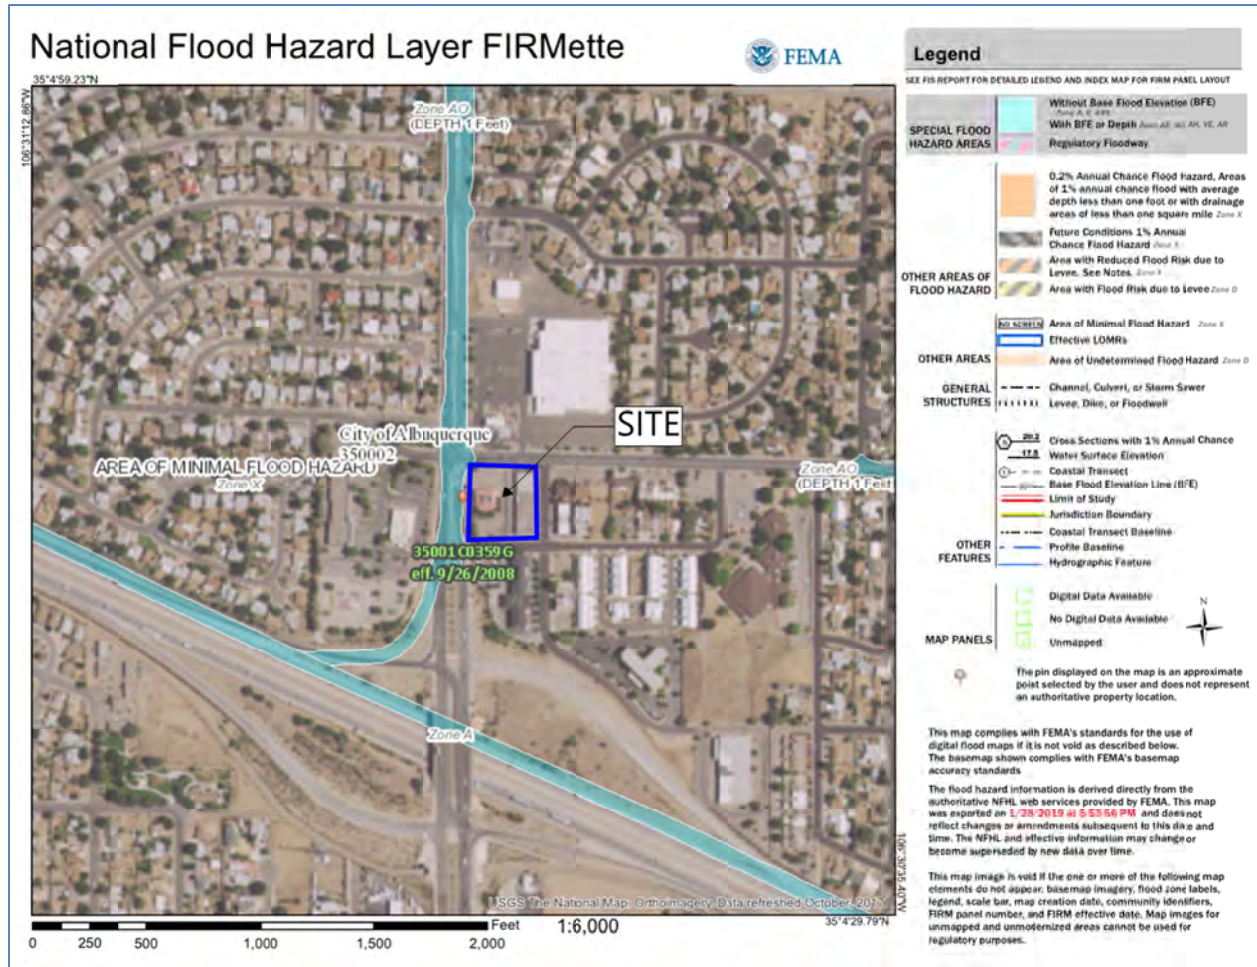 National Flood Hazard Layer FIRMette
FEMA
35°4'59.23"N
106°31'12.86"W
Zone AO
(DEPTH 1 Feet)
SITE
City of Albuquerque
350002
AREA OF MINIMAL FLOOD HAZARD
Zone X
Zone AO
(DEPTH 1 Feet)
35001C0359G
eff. 9/26/2008
Zone A
106°30'35.40"W
USGS The National Map: Orthoimagery. Data refreshed October,
35°4'29.79"N
Feet
1:6,000
0 250 500 1,000 1,500 2,000
Legend
SEE FIS REPORT FOR DETAILED LEGEND AND INDEX MAP FOR FIRM PANEL LAYOUT
SPECIAL FLOOD
HAZARD AREAS
Without Base Flood Elevation (BFE)
With BFE or Depth Zone AE, AO, AH, VE, AR
Regulatory Floodway
OTHER AREAS OF
FLOOD HAZARD
0.2% Annual Chance Flood Hazard, Areas
of 1% annual chance flood with average
depth less than one foot or with drainage
areas of less than one square mile Zone X
Future Conditions 1% Annual
Chance Flood Hazard Zone X
Area with Reduced Flood Risk due to
Levee. See Notes. Zone X
Area with Flood Risk due to Levee Zone D
OTHER AREAS
NO SCREEN Area of Minimal Flood Hazard Zone X
Effective LOMRs
Area of Undetermined Flood Hazard Zone D
GENERAL
STRUCTURES
Channel, Culvert, or Storm Sewer
Levee, Dike, or Floodwall
OTHER
FEATURES
20.2 Cross Sections with 1% Annual Chance
17.5 Water Surface Elevation
Coastal Transect
Base Flood Elevation Line (BFE)
Limit of Study
Jurisdiction Boundary
Coastal Transect Baseline
Profile Baseline
Hydrographic Feature
MAP PANELS
Digital Data Available
No Digital Data Available
Unmapped
N
The pin displayed on the map is an approximate
point selected by the user and does not represent
an authoritative property location.
This map complies with FEMA's standards for the use of
digital flood maps if it is not void as described below.
The basemap shown complies with FEMA's basemap
accuracy standards
The flood hazard information is derived directly from the
authoritative NFHL web services provided by FEMA. This map
was exported on 1/28/2019 at 5:53:56 PM and does not
reflect changes or amendments subsequent to this date and
time. The NFHL and effective information may change or
become superseded by new data over time.
This map image is void if the one or more of the following map
elements do not appear: basemap imagery, flood zone labels,
legend, scale bar, map creation date, community identifiers,
FIRM panel number, and FIRM effective date. Map images for
unmapped and unmodernized areas cannot be used for
regulatory purposes.